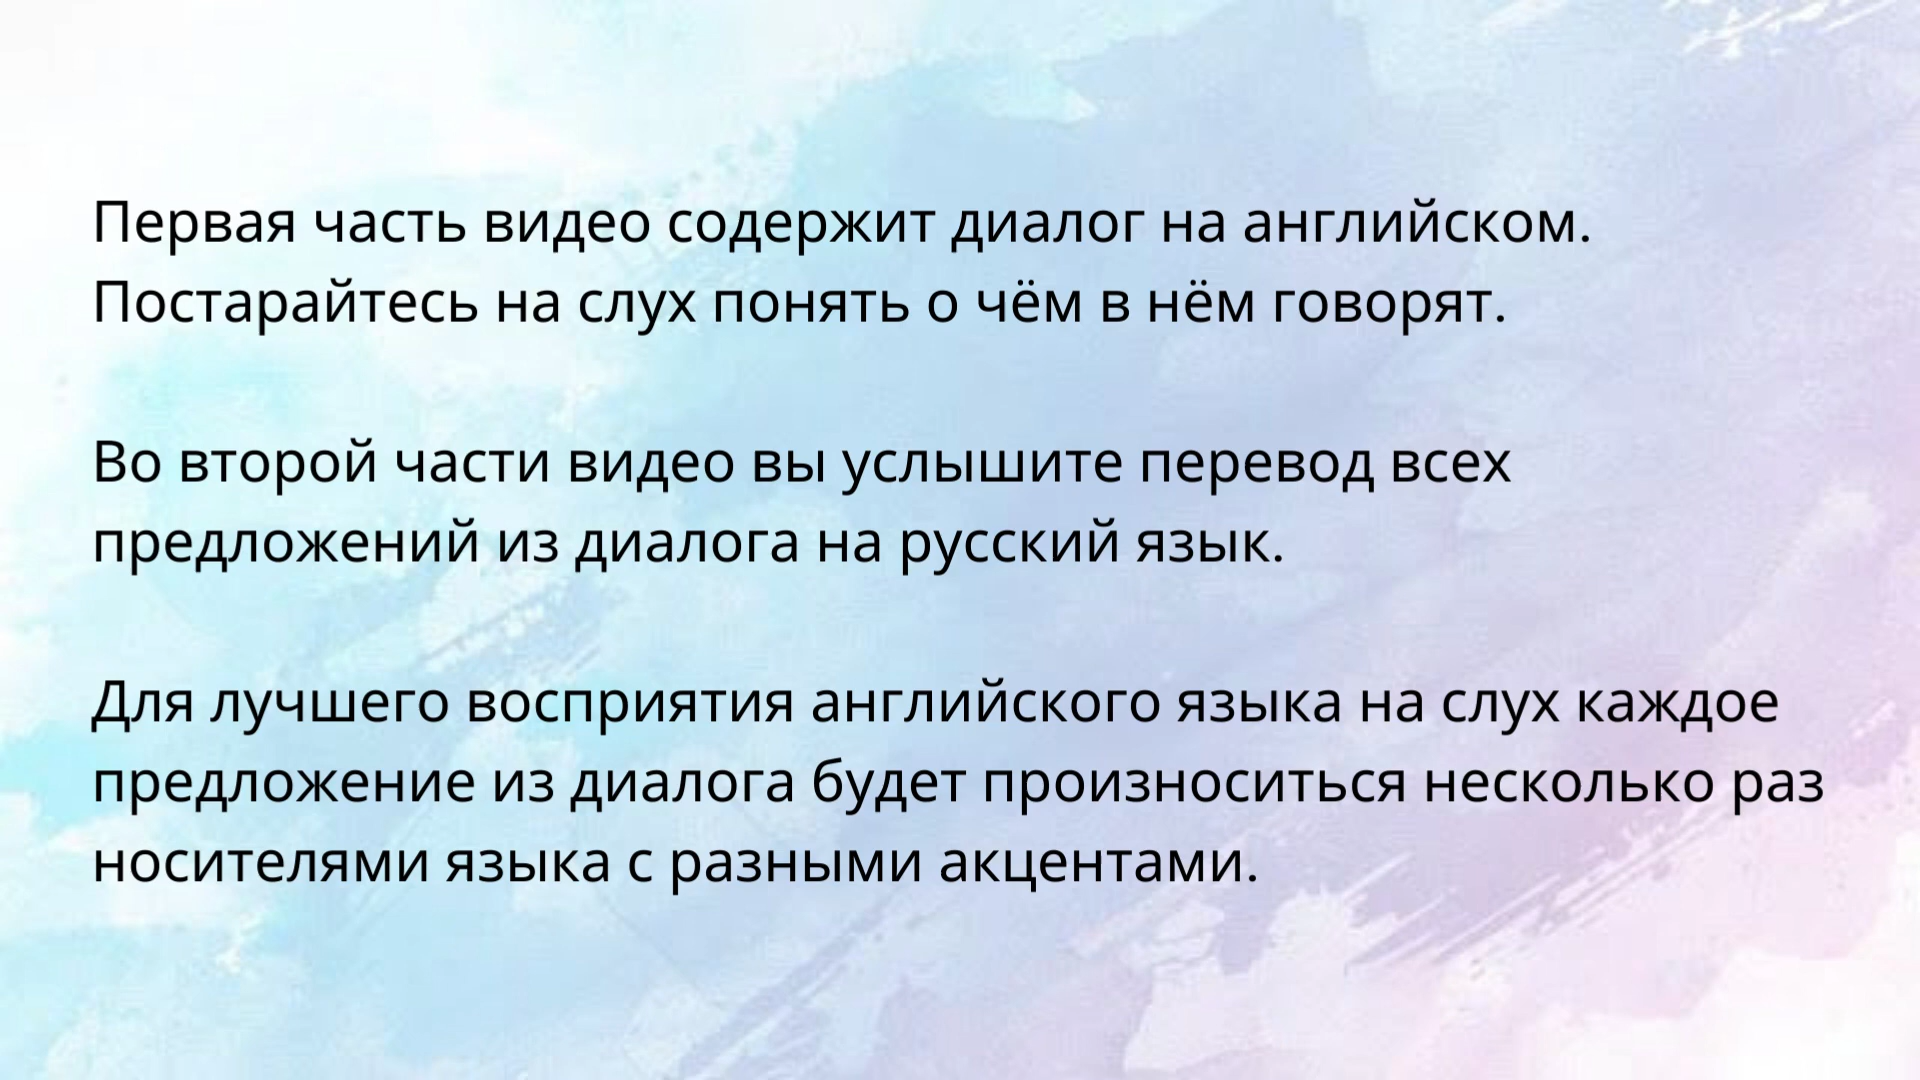 Первая часть видео содержит диалог на английском.
Постарайтесь на слух понять о чём в нём говорят.
Во второй части видео вы услышите перевод всех
предложений из диалога на русский язык.
Для лучшего восприятия английского языка на слух каждое
предложение из диалога будет произноситься несколько раз
носителями языка с разными акцентами.